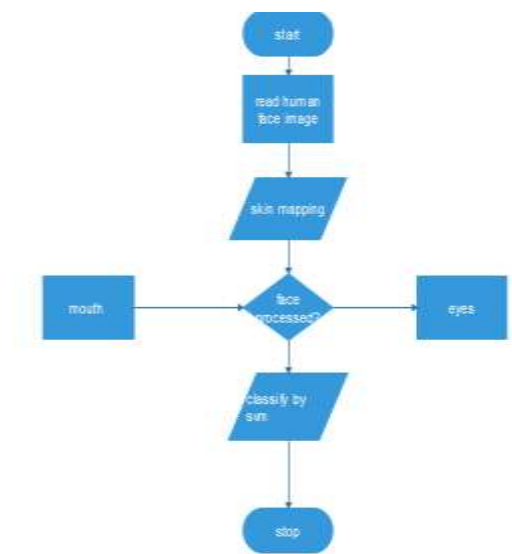 start
read human
face image
skin mapping
mouth
face
processed?
eyes
classify by
svm
stop